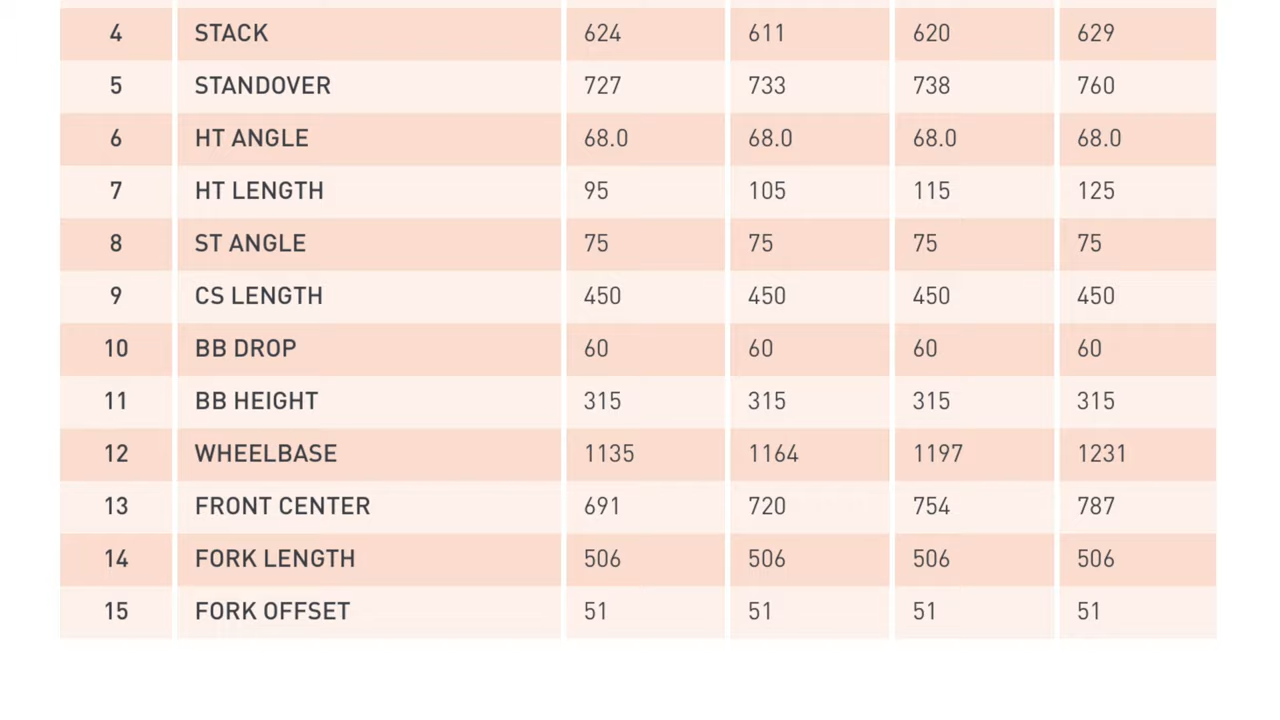 4 STACK 624 611 620 629
5 STANDOVER 727 733 738 760
6 HT ANGLE 68.0 68.0 68.0 68.0
7 HT LENGTH 95 105 115 125
8 ST ANGLE 75 75 75 75
9 CS LENGTH 450 450 450 450
10 BB DROP 60 60 60 60
11 BB HEIGHT 315 315 315 315
12 WHEELBASE 1135 1164 1197 1231
13 FRONT CENTER 691 720 754 787
14 FORK LENGTH 506 506 506 506
15 FORK OFFSET 51 51 51 51